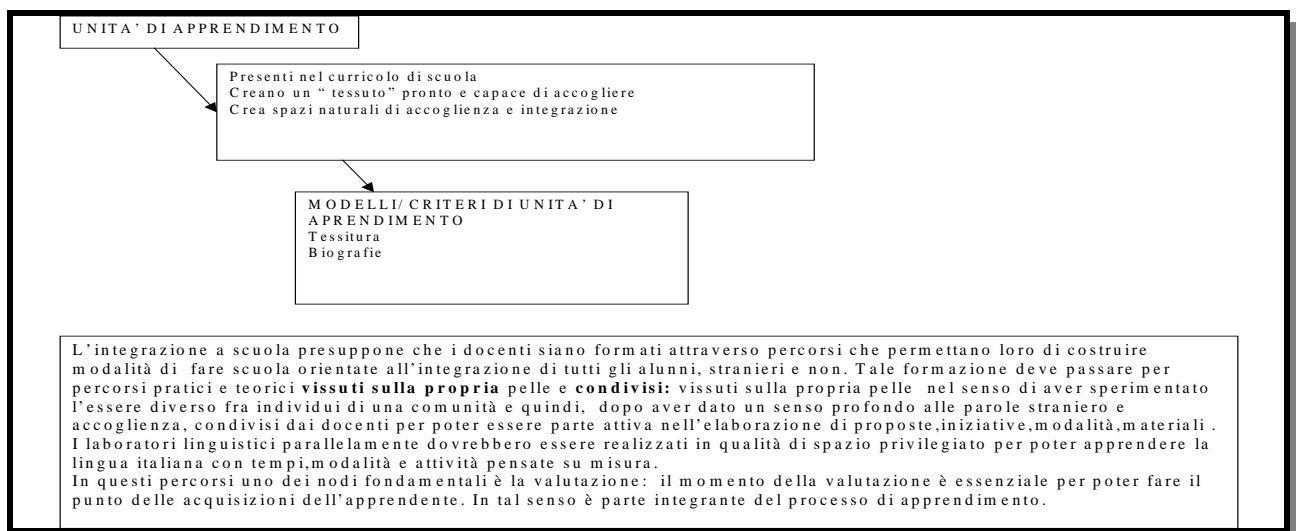 UNITA' DI APPRENDIMENTO
Presenti nel curricolo di scuola
Creano un " tessuto" pronto e capace di accogliere
Crea spazi naturali di accoglienza e integrazione
MODELLI/ CRITERI DI UNITA' DI
APRENDIMENTO
Tessitura
Biografie
L'integrazione a scuola presuppone che i docenti siano formati attraverso percorsi che permettano loro di costruire
modalità di fare scuola orientate all'integrazione di tutti gli alunni, stranieri e non. Tale formazione deve passare per
percorsi pratici e teorici vissuti sulla propria pelle e condivisi: vissuti sulla propria pelle nel senso di aver sperimentato
l'essere diverso fra individui di una comunità e quindi, dopo aver dato un senso profondo alle parole straniero e
accoglienza, condivisi dai docenti per poter essere parte attiva nell'elaborazione di proposte,iniziative,modalità,materiali .
I laboratori linguistici parallelamente dovrebbero essere realizzati in qualità di spazio privilegiato per poter apprendere la
lingua italiana con tempi,modalità e attività pensate su misura.
In questi percorsi uno dei nodi fondamentali è la valutazione: il momento della valutazione è essenziale per poter fare il
punto delle acquisizioni dell'apprendente. In tal senso è parte integrante del processo di apprendimento.